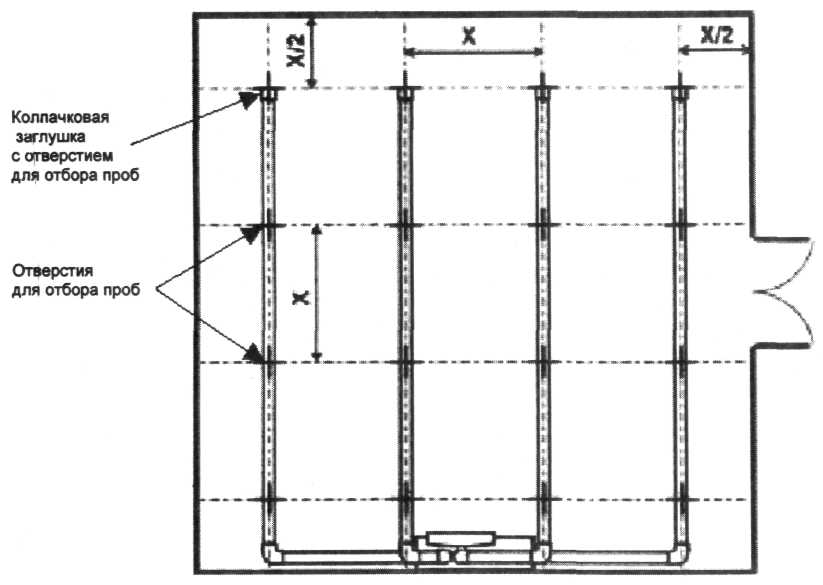 X/2
X
X/2
Колпачковая
заглушка
с отверстием
для отбора проб
Отверстия
для отбора проб
X